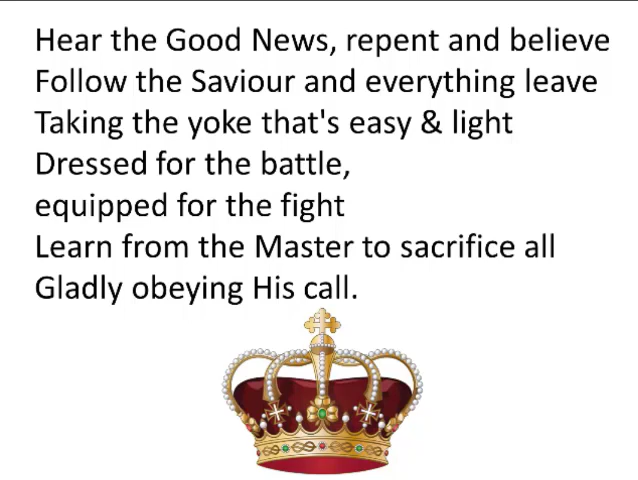 Hear the Good News, repent and believe
Follow the Saviour and everything leave
Taking the yoke that's easy & light
Dressed for the battle,
equipped for the fight
Learn from the Master to sacrifice all
Gladly obeying His call.